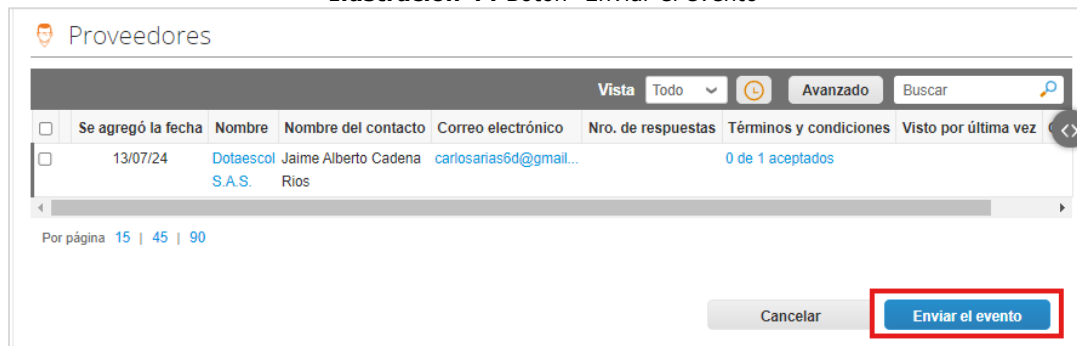 Proveedores
Vista Todo Avanzado Buscar
Se agregó la fecha Nombre Nombre del contacto Correo electrónico Nro. de respuestas Términos y condiciones Visto por última vez
13/07/24 Dotaescol Jaime Alberto Cadena carlosarias6d@gmail... 0 de 1 aceptados
S.A.S. Rios
Por página 15 | 45 | 90
Cancelar Enviar el evento